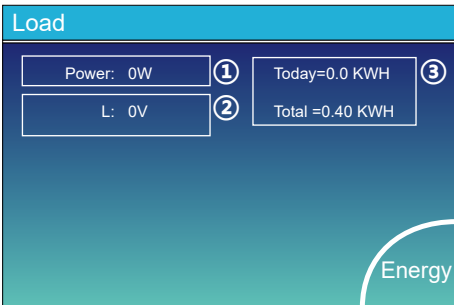 Load
Power: 0W ①
Today=0.0 KWH ③
L: 0V ②
Total =0.40 KWH
Energy